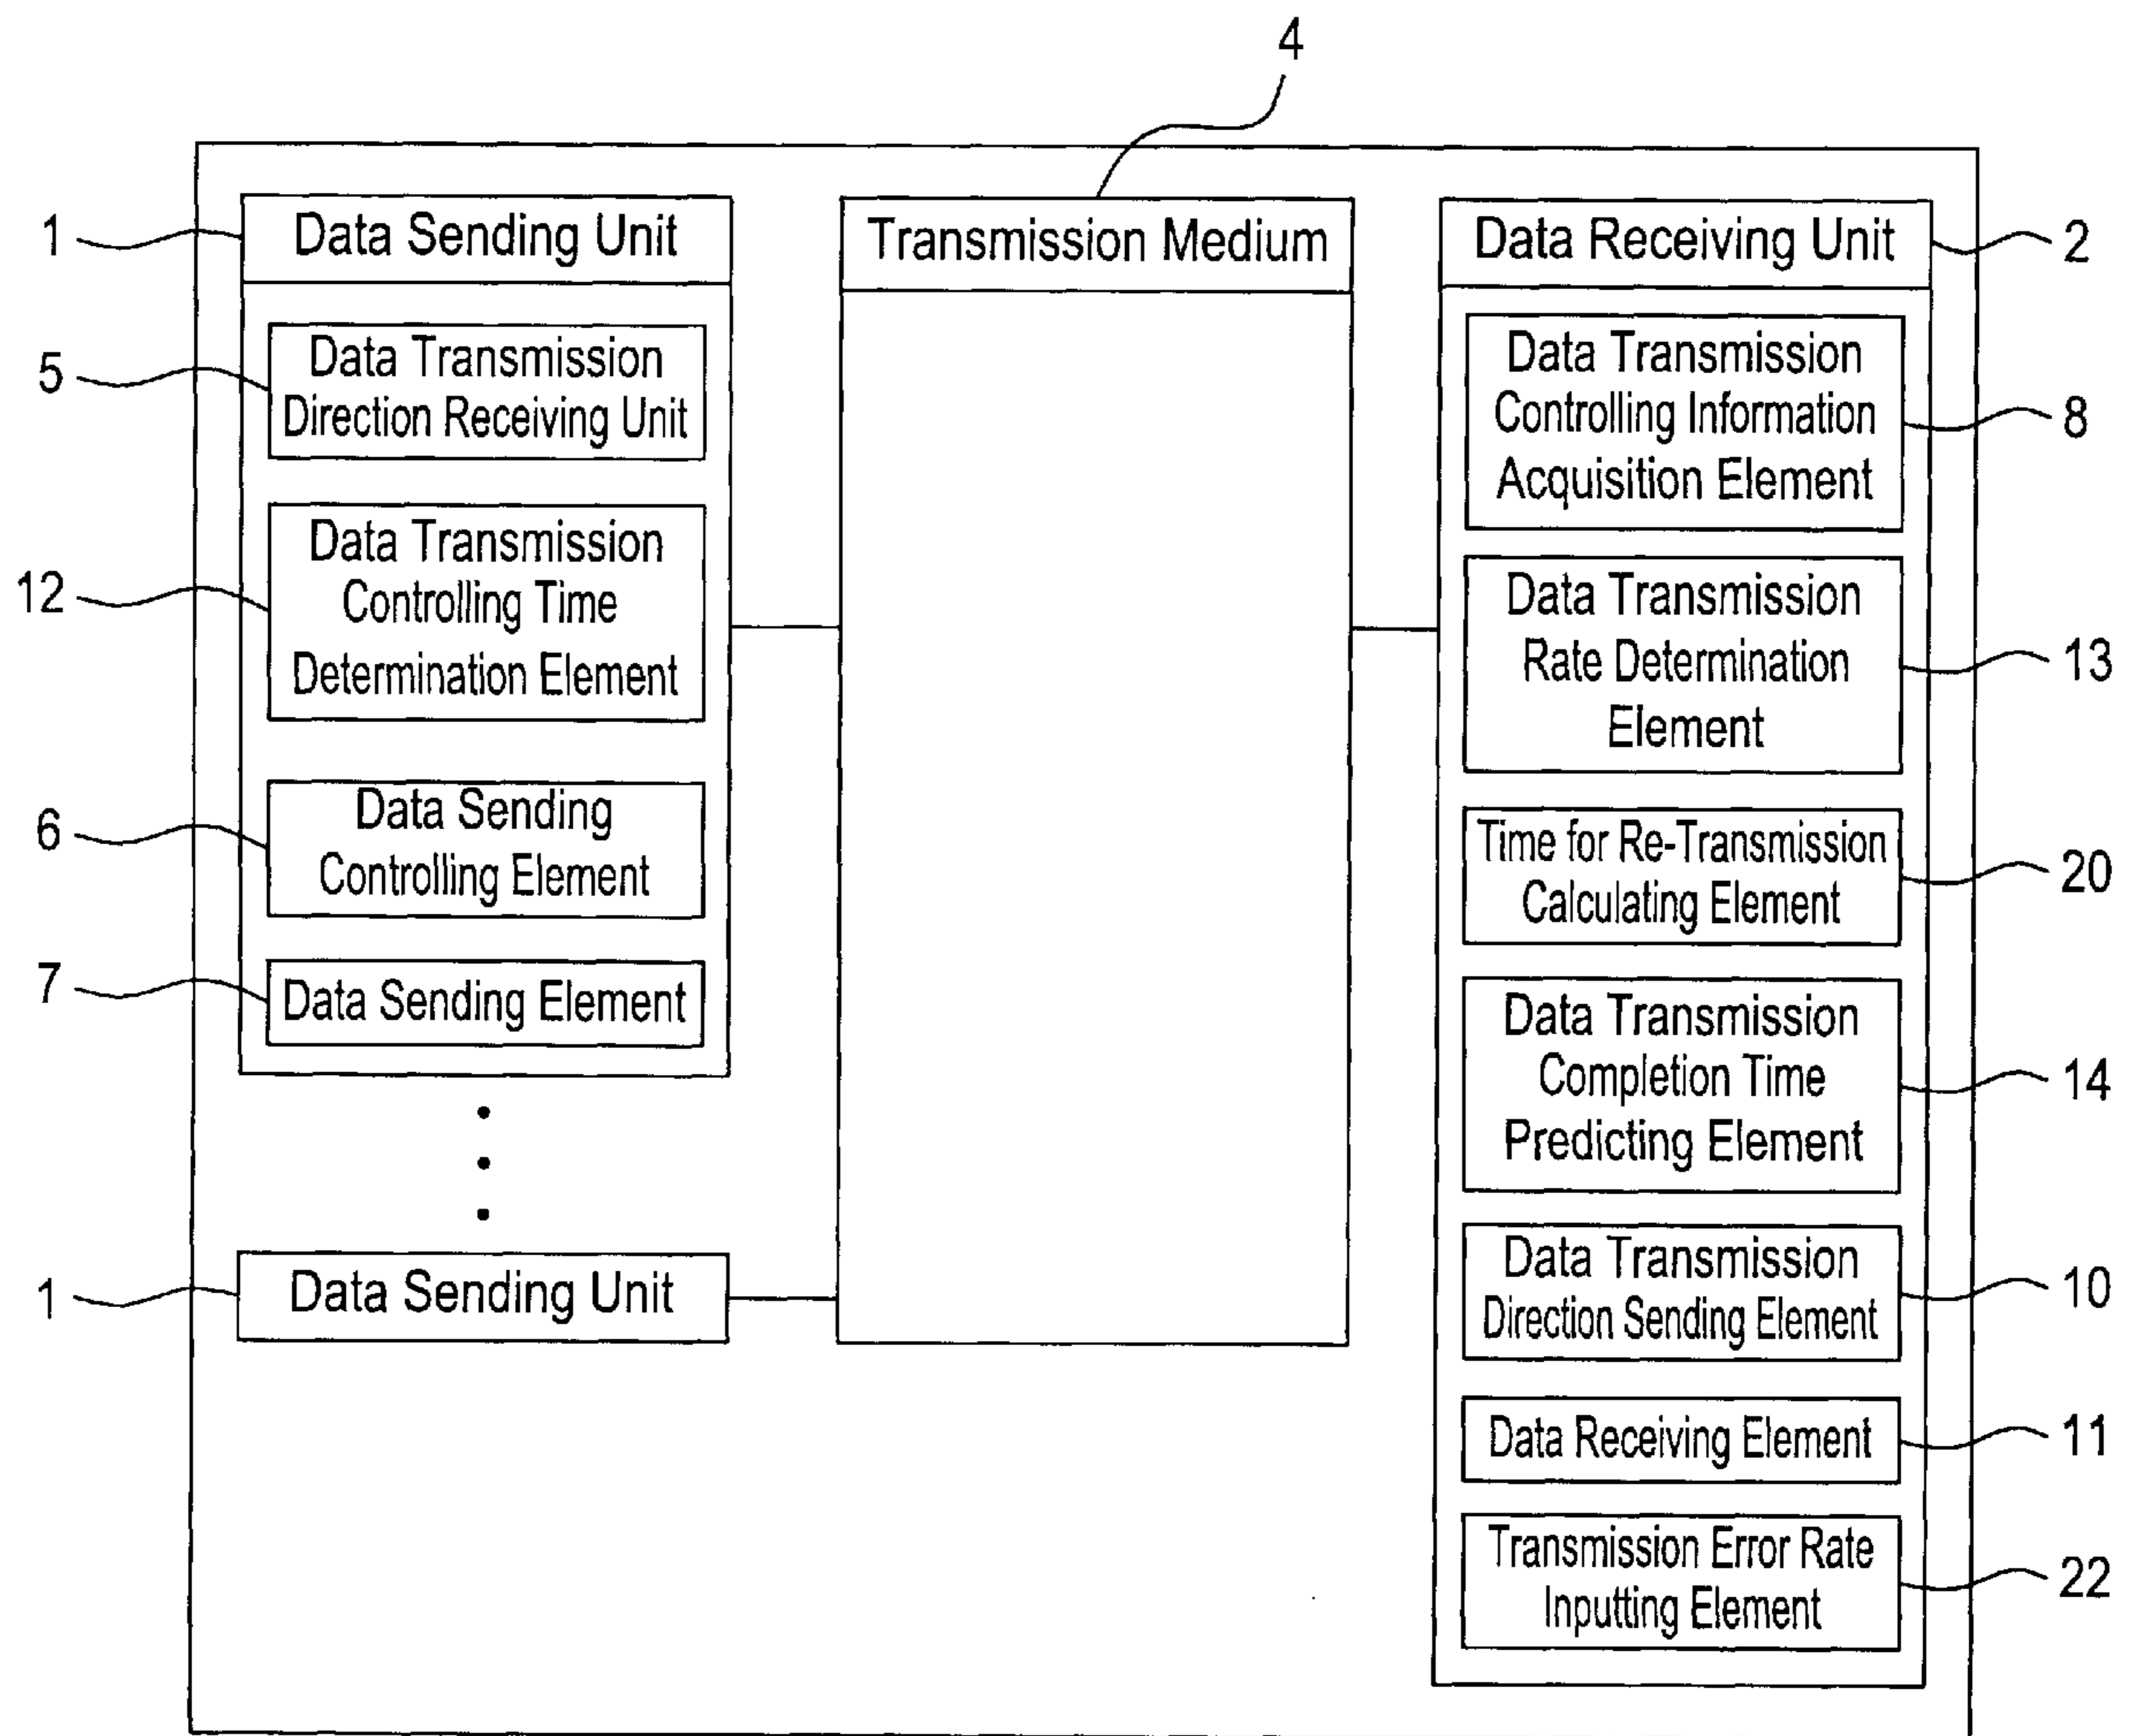 4
1
Data Sending Unit
5
Data Transmission
Direction Receiving Unit
12
Data Transmission
Controlling Time
Determination Element
6
Data Sending
Controlling Element
7
Data Sending Element
1
Data Sending Unit
Transmission Medium
Data Receiving Unit
2
Data Transmission
Controlling Information
Acquisition Element
8
Data Transmission
Rate Determination
Element
13
Time for Re-Transmission
Calculating Element
20
Data Transmission
Completion Time
Predicting Element
14
Data Transmission
Direction Sending Element
10
Data Receiving Element
11
Transmission Error Rate
Inputting Element
22